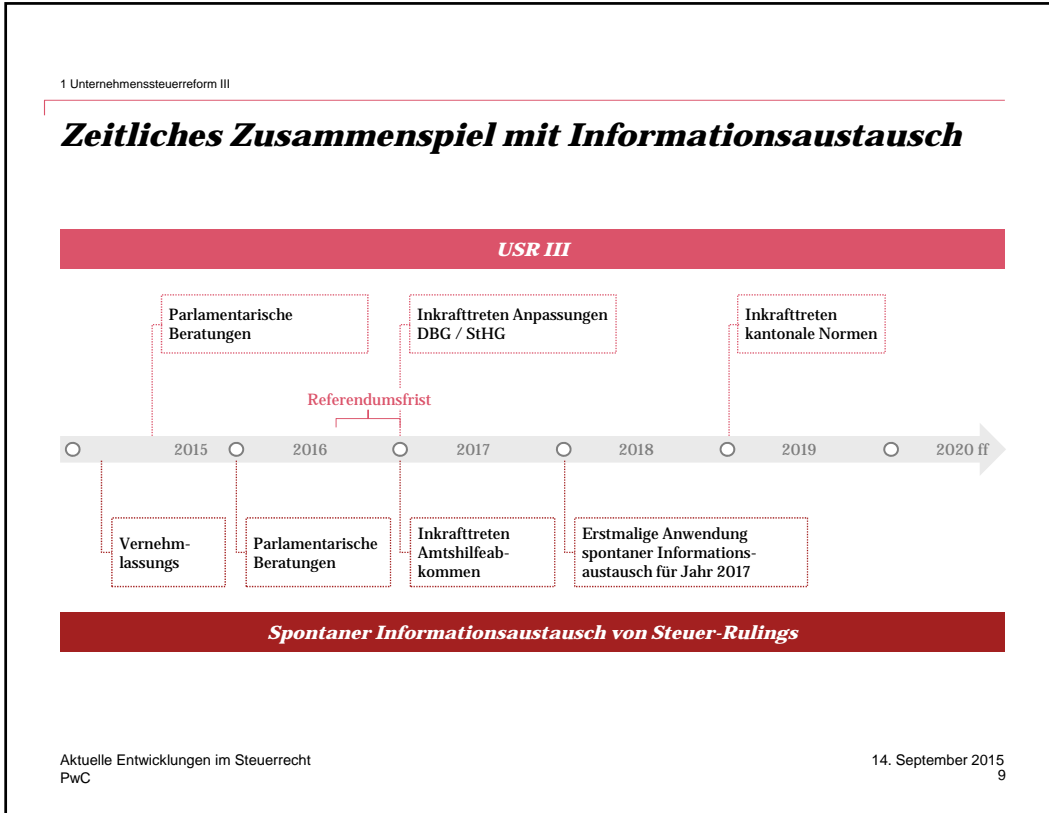 1 Unternehmenssteuerreform III
Zeitliches Zusammenspiel mit Informationsaustausch
USR III
Parlamentarische
Beratungen
Inkrafttreten Anpassungen
DBG / StHG
Inkrafttreten
kantonale Normen
Referendumsfrist
2015 2016 2017 2018 2019 2020 ff
Vernehm-
lassungs
Parlamentarische
Beratungen
Inkrafttreten
Amtshilfeab-
kommen
Erstmalige Anwendung
spontaner Informations-
austausch für Jahr 2017
Spontaner Informationsaustausch von Steuer-Rulings
Aktuelle Entwicklungen im Steuerrecht
PwC
14. September 2015
9